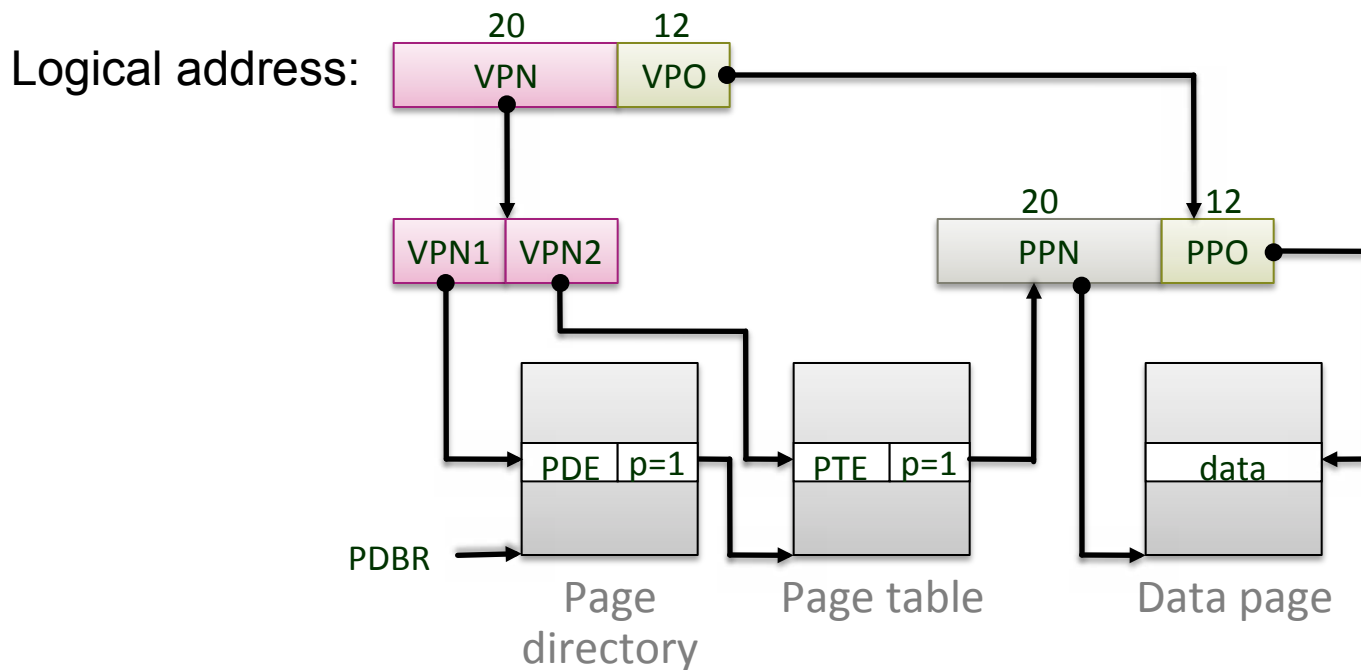 20 12
Logical address: VPN VPO
20 12
VPN1 VPN2 PPN PPO
PDE p=1 PTE p=1 data
PDBR
Page directory
Page table
Data page